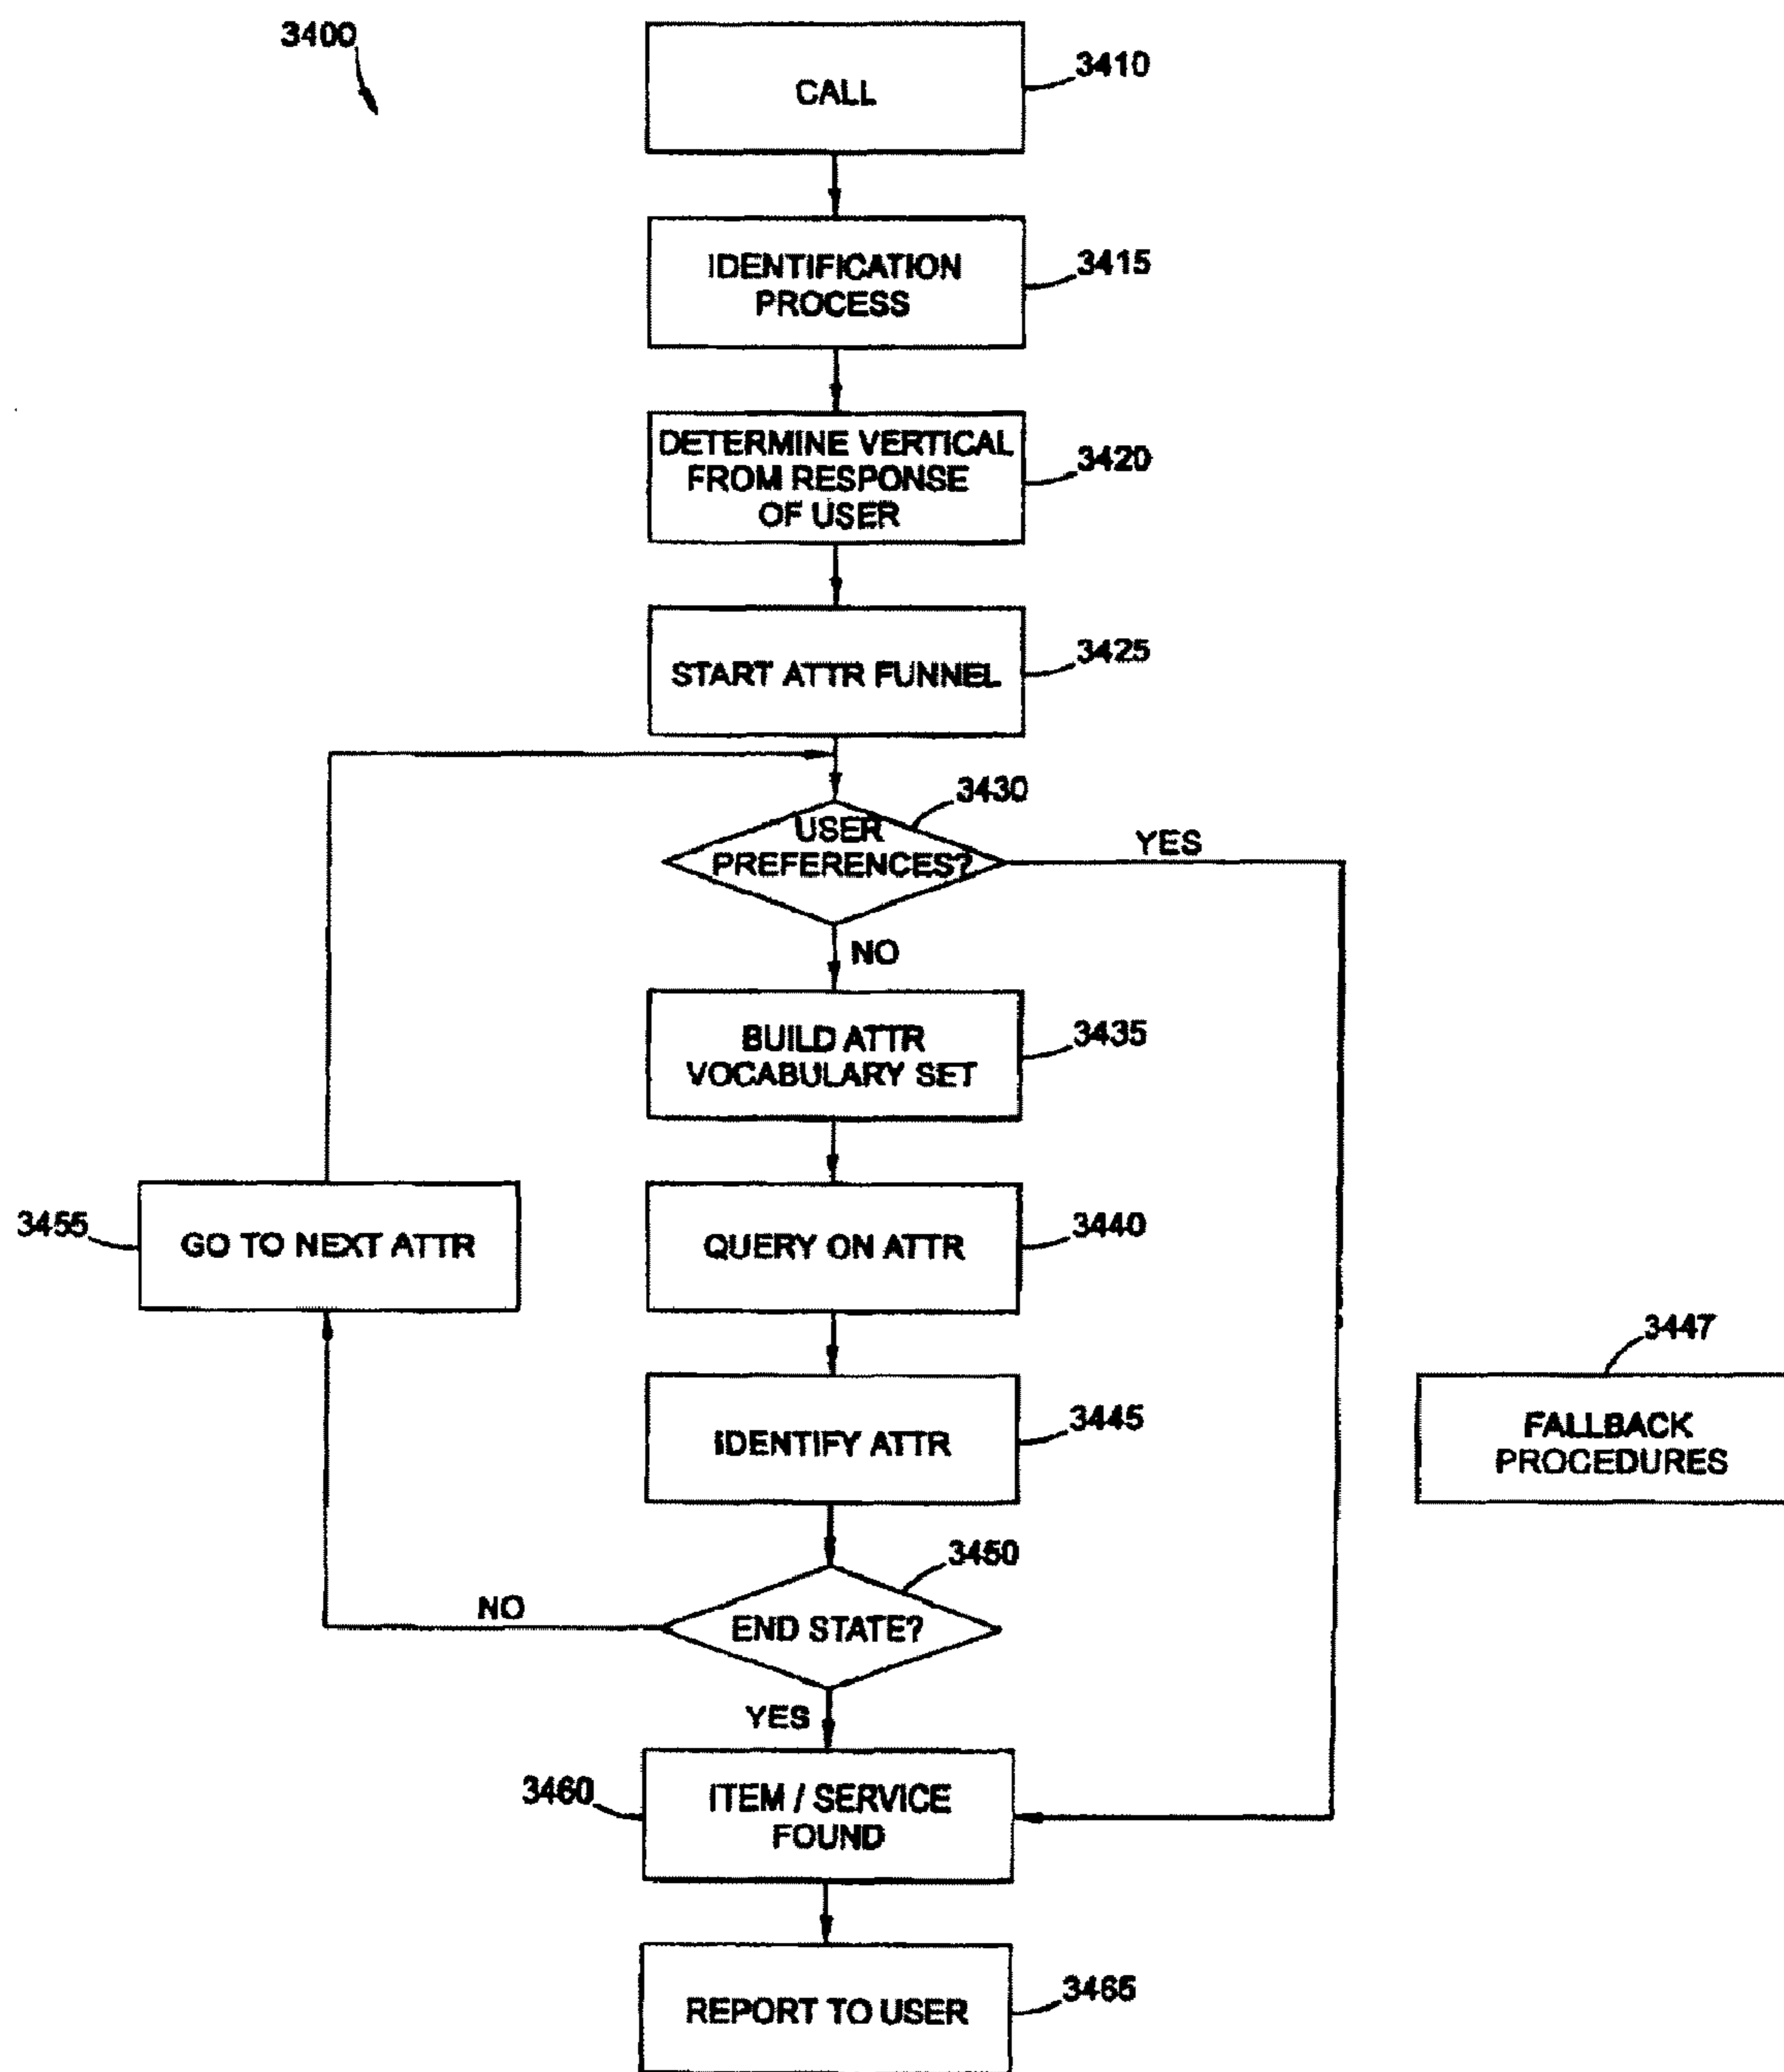 3400
CALL
3410
IDENTIFICATION
PROCESS
3415
DETERMINE VERTICAL
FROM RESPONSE
OF USER
3420
START ATTR FUNNEL
3425
USER
PREFERENCES?
3430
YES
NO
BUILD ATTR
VOCABULARY SET
3435
3455
GO TO NEXT ATTR
QUERY ON ATTR
3440
IDENTIFY ATTR
3445
3447
FALLBACK
PROCEDURES
END STATE?
3450
NO
YES
3460
ITEM / SERVICE
FOUND
REPORT TO USER
3465